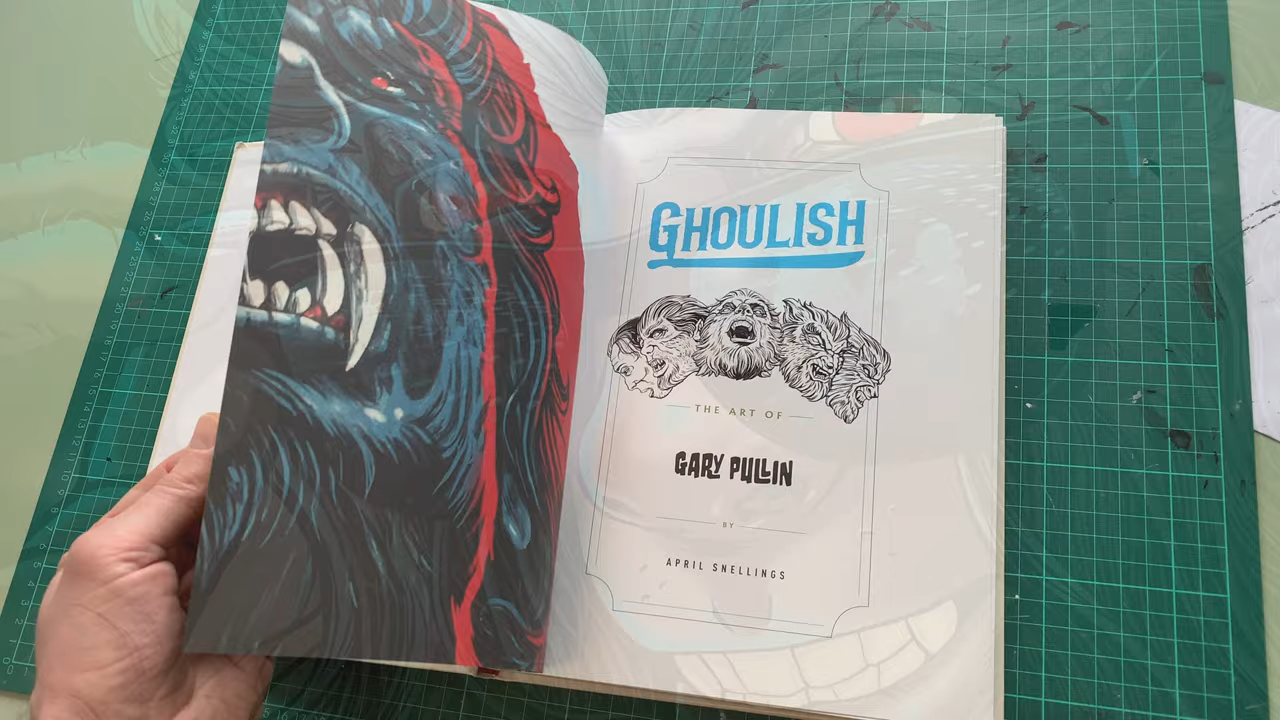 GHOULISH
THE ART OF
GARY PULLIN
BY
APRIL SNELLINGS